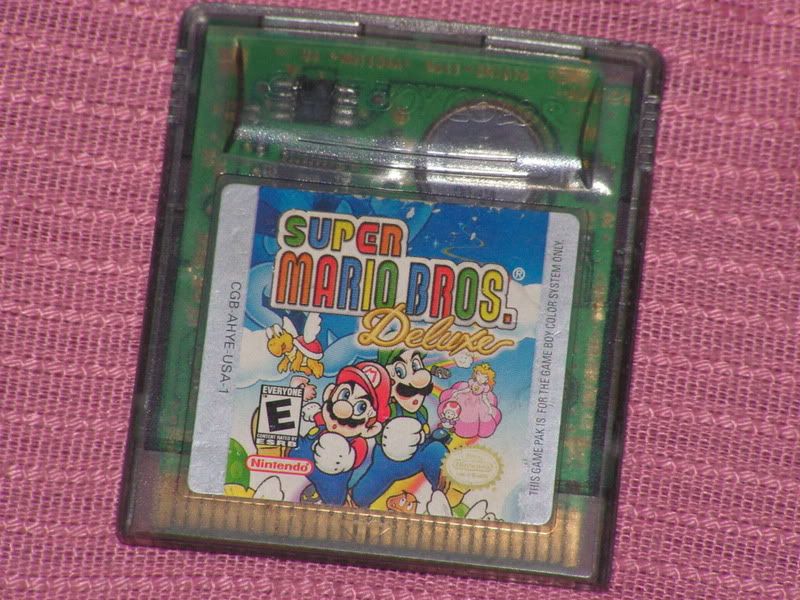 SUPER
MARIO BROS.®
Deluxe
CGB-AHYE-USA-1
THIS GAME PAK IS FOR THE GAME BOY COLOR SYSTEM ONLY.
EVERYONE
E
CONTENT RATED BY
ESRB
Nintendo